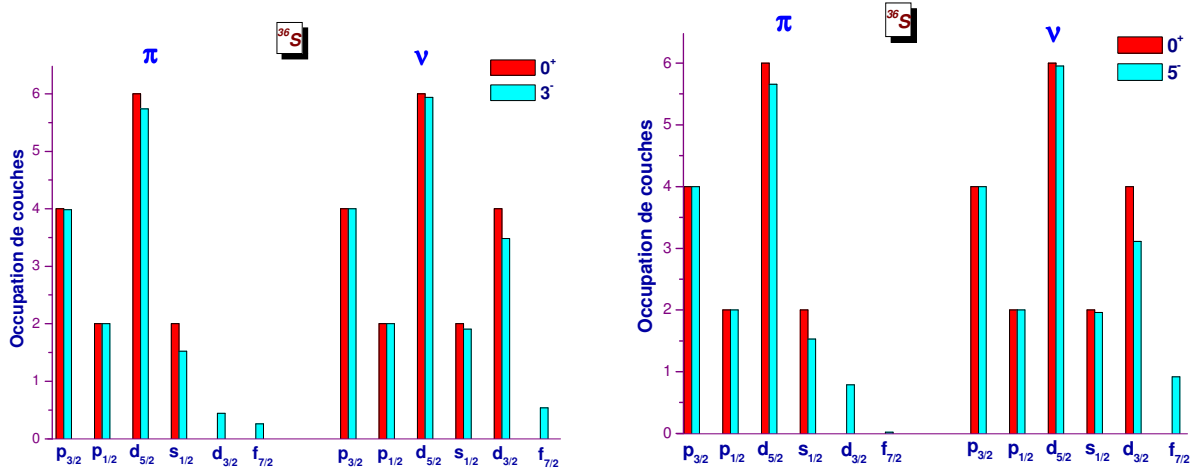 ³⁶S
π
ν
0⁺
3⁻
Occupation de couches
6
5
4
3
2
1
0
p₃/₂ p₁/₂ d₅/₂ s₁/₂ d₃/₂ f₇/₂ p₃/₂ p₁/₂ d₅/₂ s₁/₂ d₃/₂ f₇/₂
³⁶S
π
ν
0⁺
5⁻
Occupation de couches
6
5
4
3
2
1
0
p₃/₂ p₁/₂ d₅/₂ s₁/₂ d₃/₂ f₇/₂ p₃/₂ p₁/₂ d₅/₂ s₁/₂ d₃/₂ f₇/₂